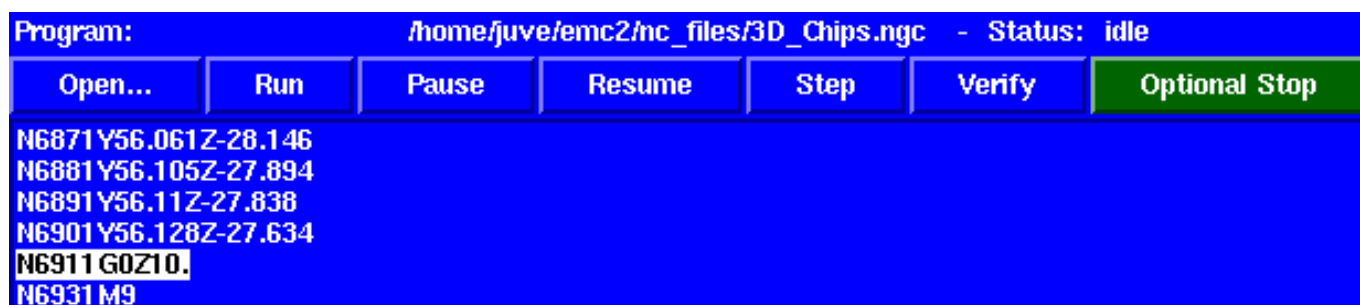 Program: /home/juve/emc2/nc_files/3D_Chips.ngc - Status: idle
Open... Run Pause Resume Step Verify Optional Stop
N6871Y56.061Z-28.146
N6881Y56.105Z-27.894
N6891Y56.11Z-27.838
N6901Y56.128Z-27.634
N6911G0Z10.
N6931M9